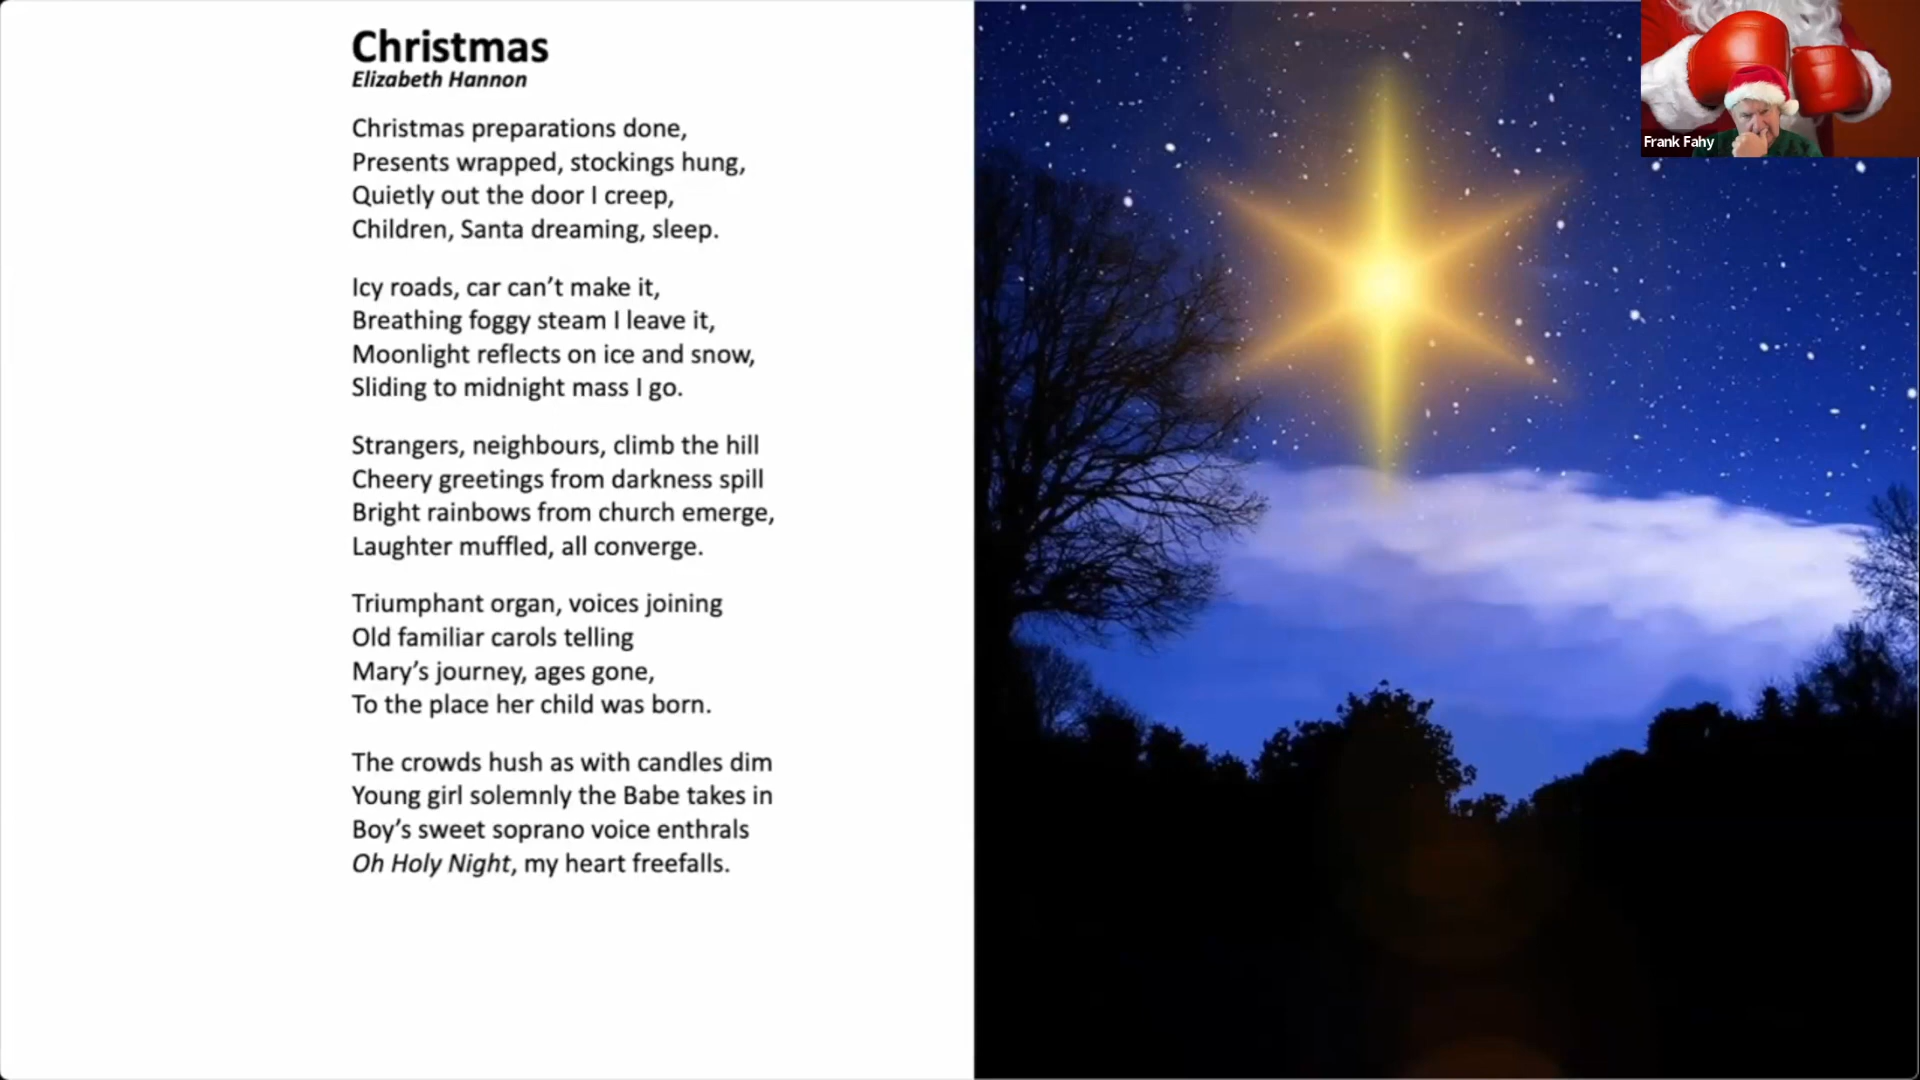 Christmas
Elizabeth Hannon
Christmas preparations done,
Presents wrapped, stockings hung,
Quietly out the door I creep,
Children, Santa dreaming, sleep.
Icy roads, car can’t make it,
Breathing foggy steam I leave it,
Moonlight reflects on ice and snow,
Sliding to midnight mass I go.
Strangers, neighbours, climb the hill
Cheery greetings from darkness spill
Bright rainbows from church emerge,
Laughter muffled, all converge.
Triumphant organ, voices joining
Old familiar carols telling
Mary’s journey, ages gone,
To the place her child was born.
The crowds hush as with candles dim
Young girl solemnly the Babe takes in
Boy’s sweet soprano voice enthrals
Oh Holy Night, my heart freefalls.
Frank Fahy